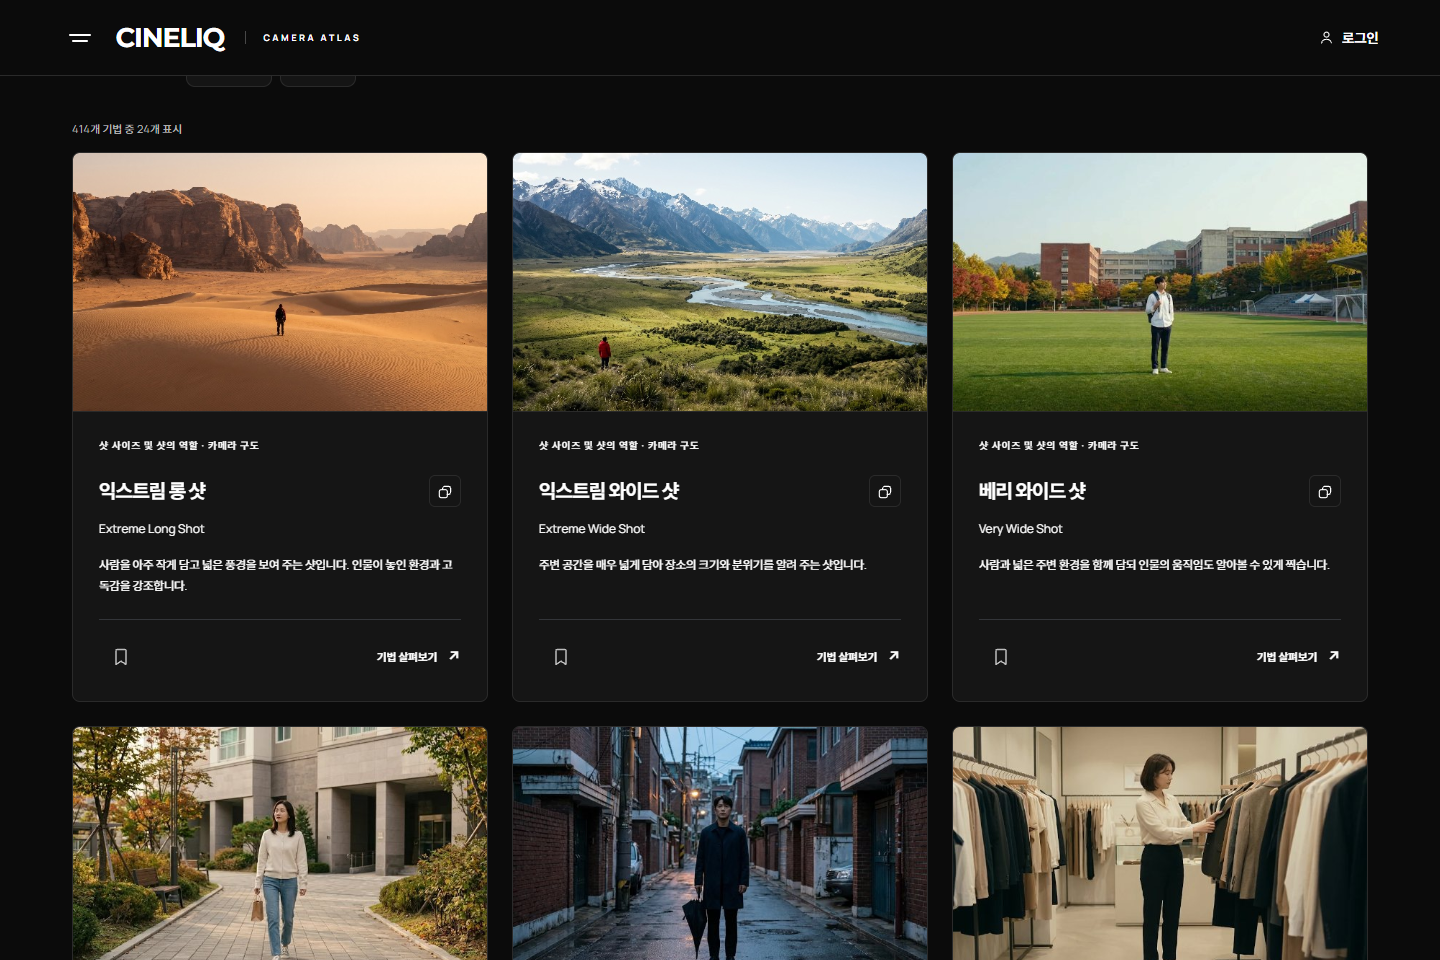 CINELIQ
CAMERA ATLAS
로그인
414개 기법 중 24개 표시
샷 사이즈 및 샷의 역할 · 카메라 구도
익스트림 롱 샷
Extreme Long Shot
사람을 아주 작게 담고 넓은 풍경을 보여 주는 샷입니다. 인물이 놓인 환경과 고
독감을 강조합니다.
기법 살펴보기
샷 사이즈 및 샷의 역할 · 카메라 구도
익스트림 와이드 샷
Extreme Wide Shot
주변 공간을 매우 넓게 담아 장소의 크기와 분위기를 알려 주는 샷입니다.
기법 살펴보기
샷 사이즈 및 샷의 역할 · 카메라 구도
베리 와이드 샷
Very Wide Shot
사람과 넓은 주변 환경을 함께 담되 인물의 움직임도 알아볼 수 있게 찍습니다.
기법 살펴보기